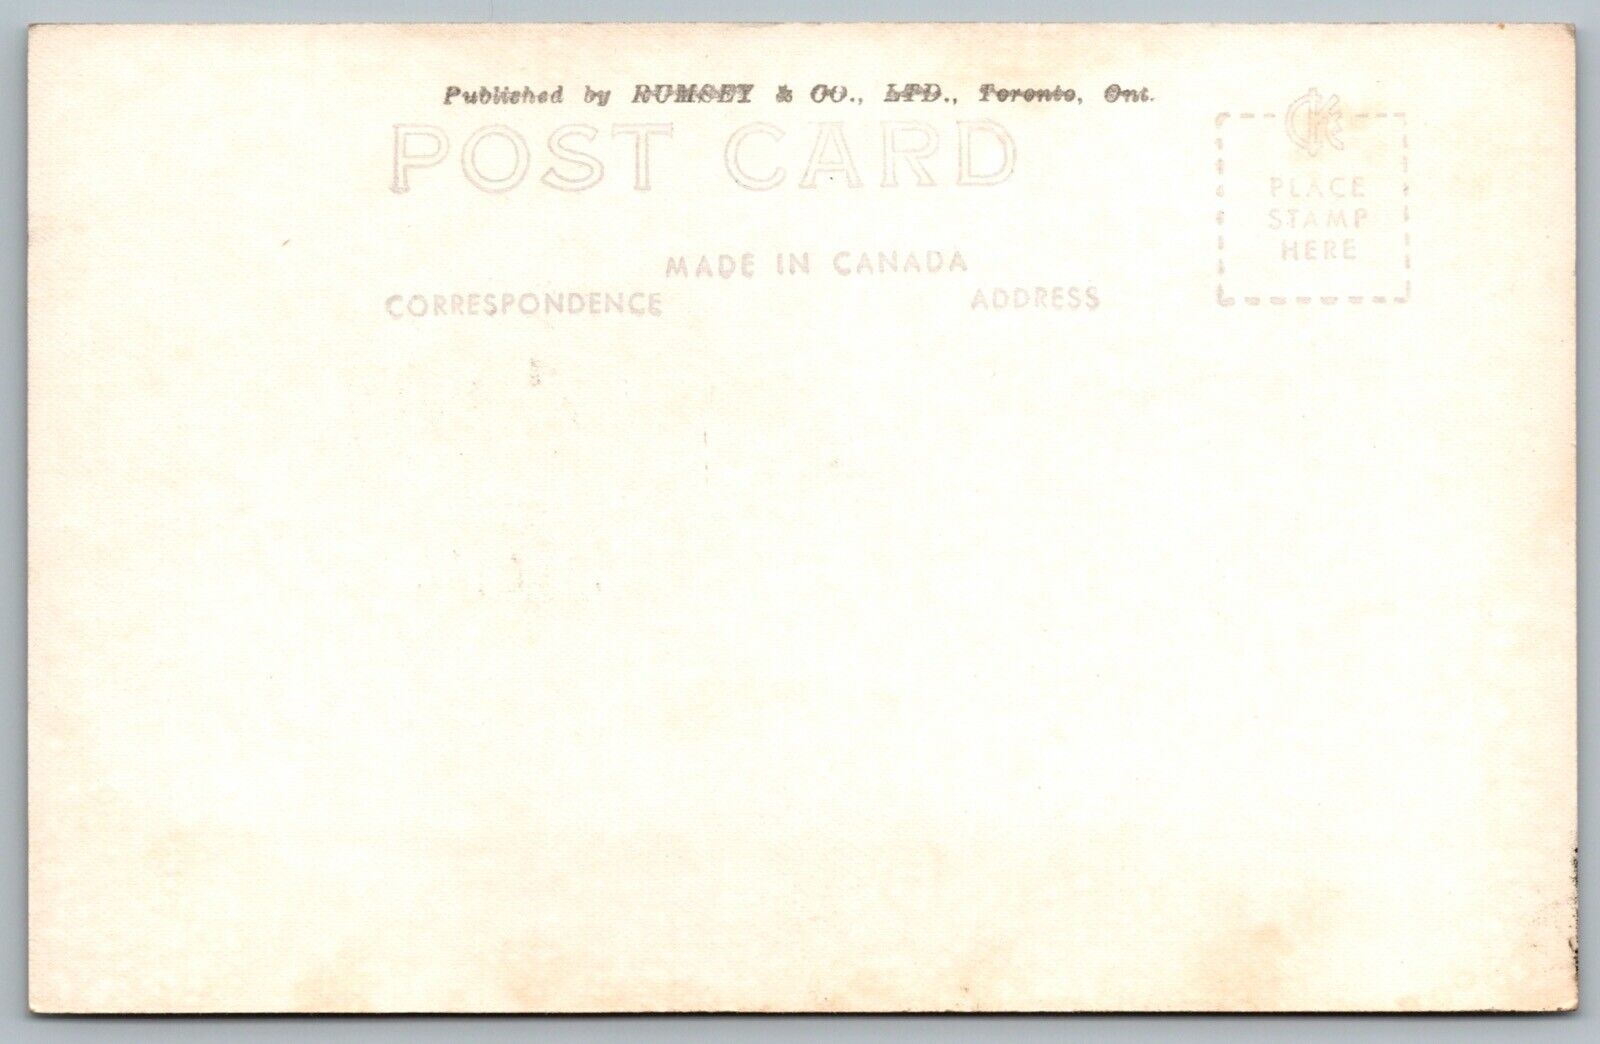 Published by RUMSEY & CO., LTD., Toronto, Ont.
POST CARD
PLACE
STAMP
HERE
MADE IN CANADA
CORRESPONDENCE
ADDRESS